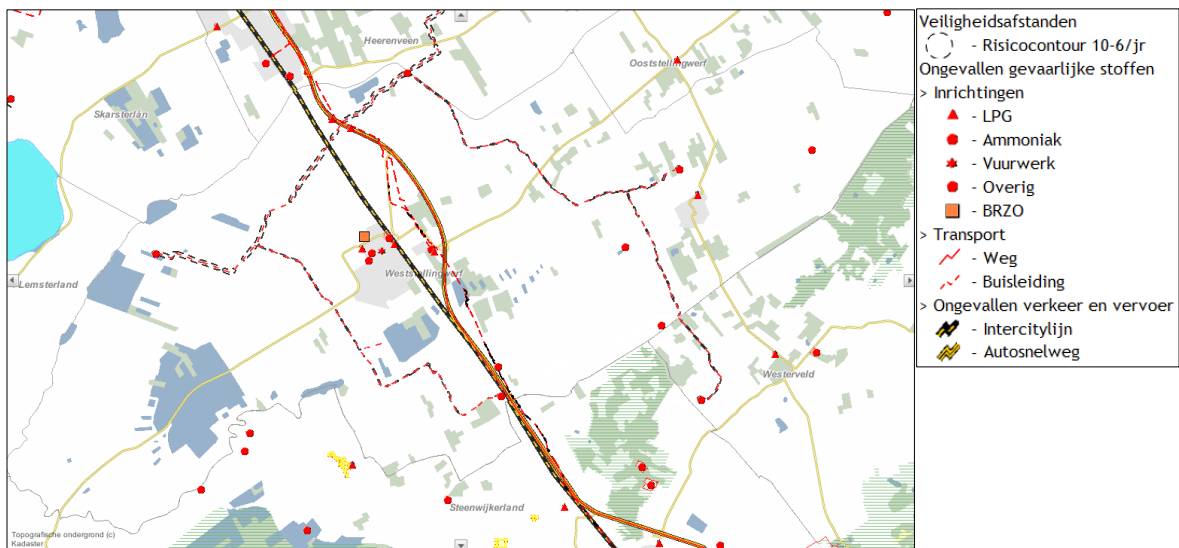 Heerenveen
Ooststellingwerf
Skarsterlân
Weststellingwerf
Lemsterland
Westerveld
Steenwijkerland
Topografische ondergrond (c)
Kadaster
Veiligheidsafstanden
- Risicocontour 10-6/jr
Ongevallen gevaarlijke stoffen
> Inrichtingen
- LPG
- Ammoniak
- Vuurwerk
- Overig
- BRZO
> Transport
- Weg
- Buisleiding
> Ongevallen verkeer en vervoer
- Intercitylijn
- Autosnelweg